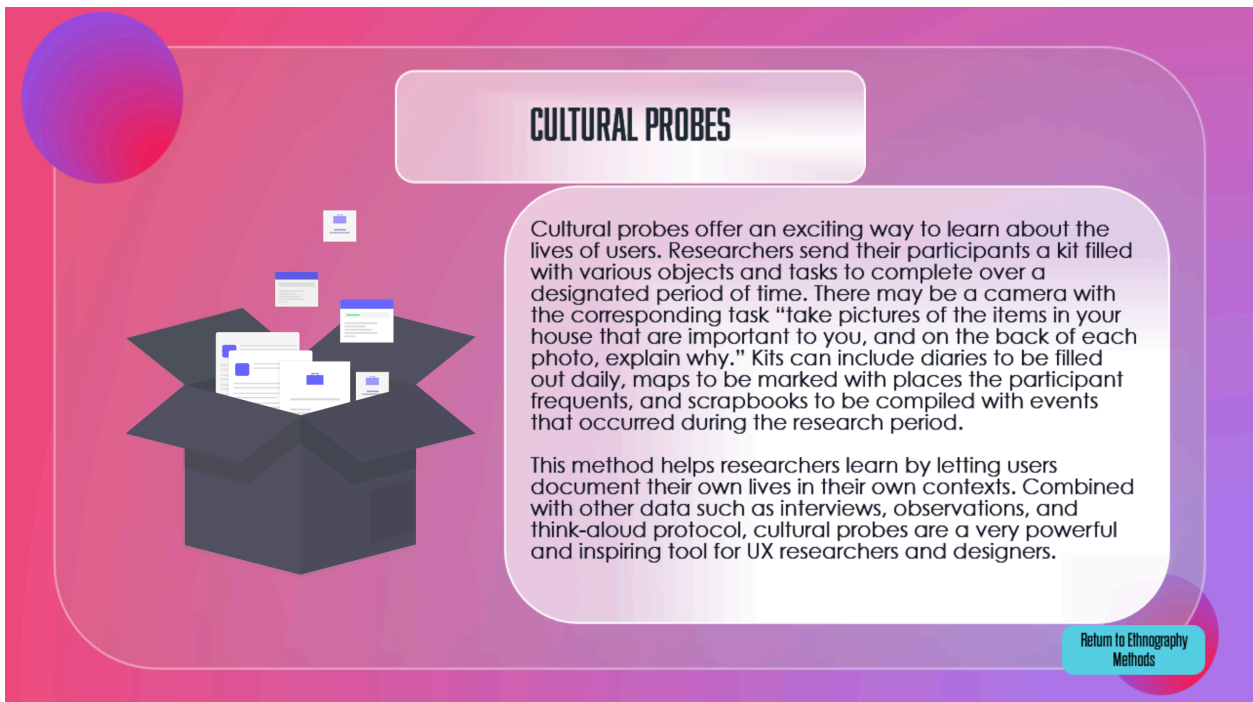 CULTURAL PROBES
Cultural probes offer an exciting way to learn about the
lives of users. Researchers send their participants a kit filled
with various objects and tasks to complete over a
designated period of time. There may be a camera with
the corresponding task “take pictures of the items in your
house that are important to you, and on the back of each
photo, explain why.” Kits can include diaries to be filled
out daily, maps to be marked with places the participant
frequents, and scrapbooks to be compiled with events
that occurred during the research period.
This method helps researchers learn by letting users
document their own lives in their own contexts. Combined
with other data such as interviews, observations, and
think-aloud protocol, cultural probes are a very powerful
and inspiring tool for UX researchers and designers.
Return to Ethnography
Methods